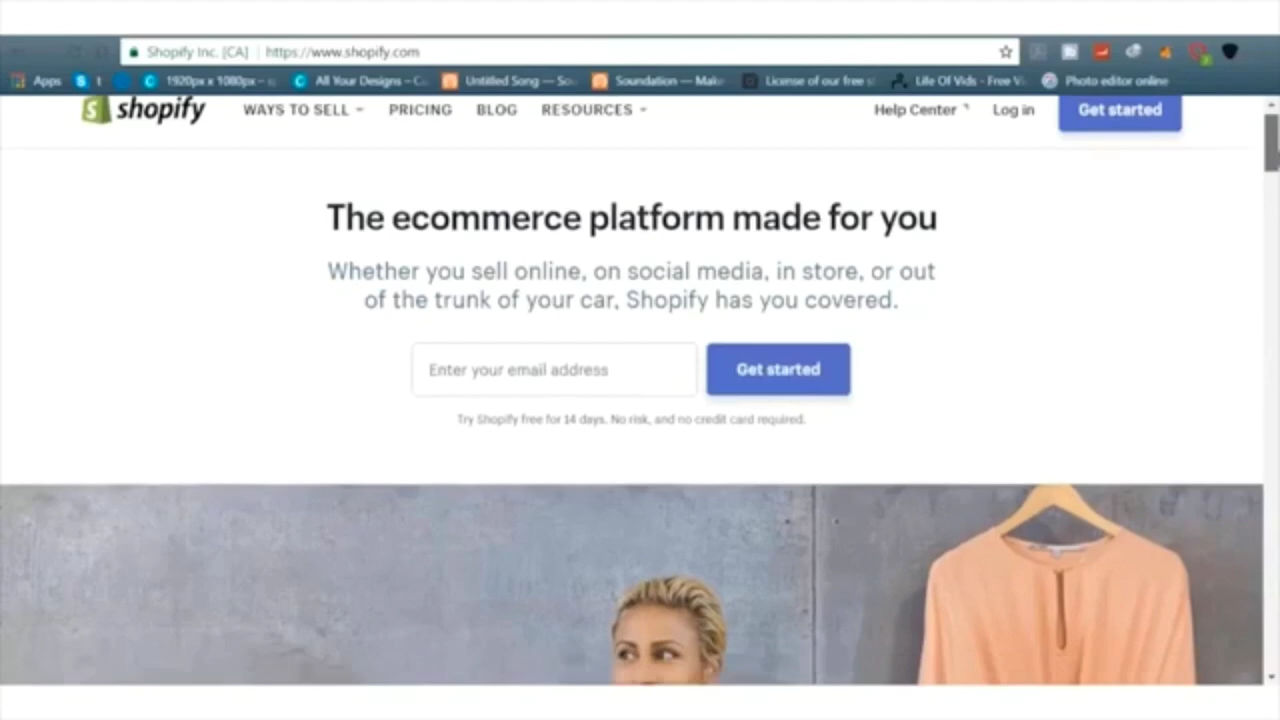 Shopify Inc. [CA] https://www.shopify.com
Apps
1920px x 1080px –
All Your Designs – C
Untitled Song — So
Soundation — Make
License of our free s
Life Of Vids - Free Vi
Photo editor online
shopify
WAYS TO SELL
PRICING
BLOG
RESOURCES
Help Center
Log in
Get started
The ecommerce platform made for you
Whether you sell online, on social media, in store, or out
of the trunk of your car, Shopify has you covered.
Enter your email address
Get started
Try Shopify free for 14 days. No risk, and no credit card required.